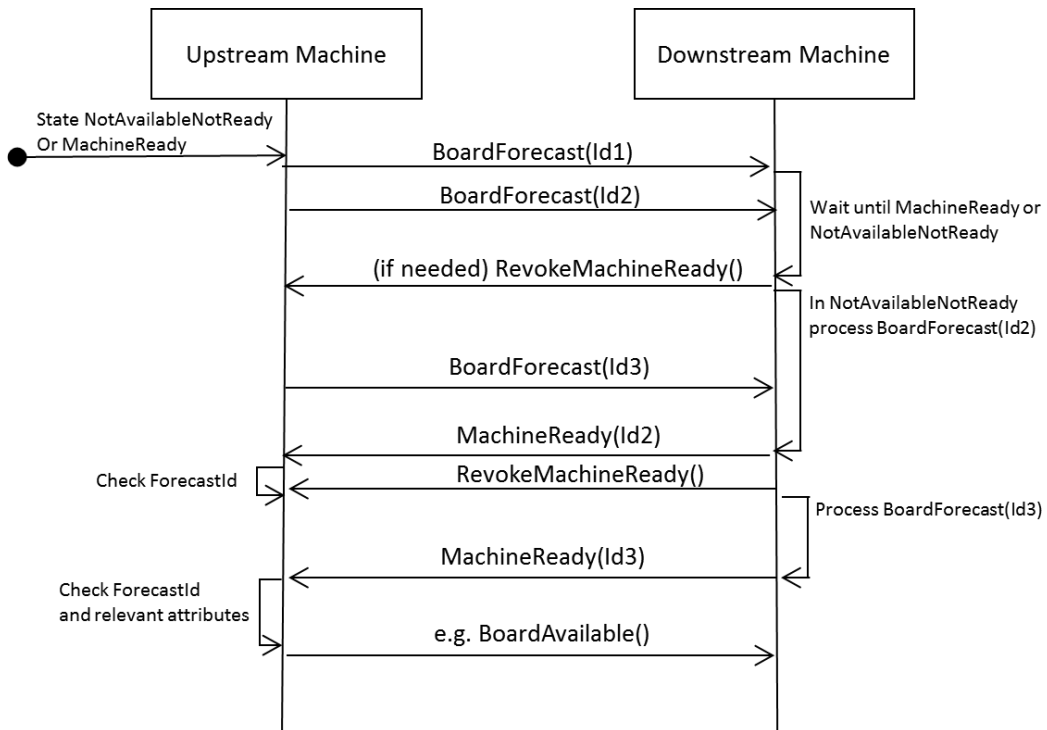 Upstream Machine
Downstream Machine
State NotAvailableNotReady
Or MachineReady
BoardForecast(Id1)
BoardForecast(Id2)
Wait until MachineReady or
NotAvailableNotReady
(if needed) RevokeMachineReady()
In NotAvailableNotReady
process BoardForecast(Id2)
BoardForecast(Id3)
MachineReady(Id2)
Check ForecastId
RevokeMachineReady()
Process BoardForecast(Id3)
MachineReady(Id3)
Check ForecastId
and relevant attributes
e.g. BoardAvailable()